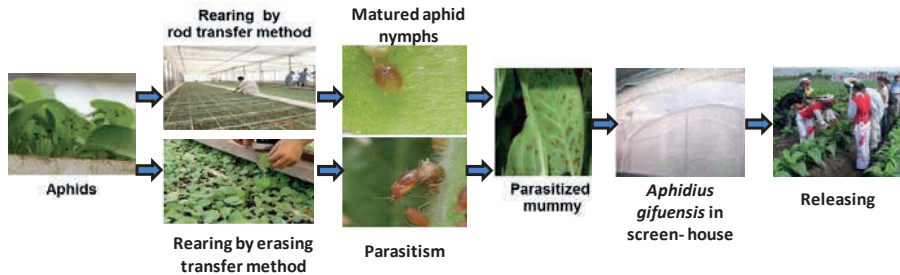 Rearing by
rod transfer method
Matured aphid
nymphs
Aphids
Rearing by erasing
transfer method
Parasitism
Parasitized
mummy
Aphidius
gifuensis in
screen- house
Releasing